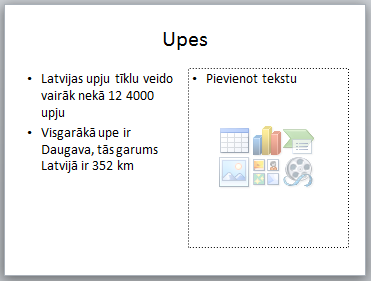 Upes
• Latvijas upju tīklu veido
vairāk nekā 12 4000
upju
• Visgarākā upe ir
Daugava, tās garums
Latvijā ir 352 km
• Pievienot tekstu